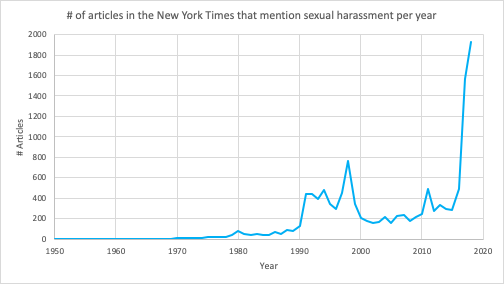 # of articles in the New York Times that mention sexual harassment per year
2000
1800
1600
1400
1200
1000
800
600
400
200
0
# Articles
1950 1960 1970 1980 1990 2000 2010 2020
Year